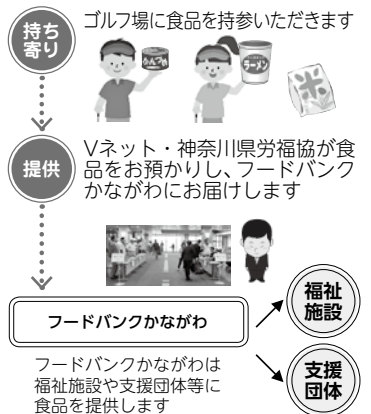 持ち
寄り
ゴルフ場に食品を持参いただきます
かんづめ
ラーメン
米
提供
Vネット・神奈川県労福協が食
品をお預かりし、フードバンク
かながわにお届けします
フードバンクかながわ
福祉
施設
フードバンクかながわは
福祉施設や支援団体等に
食品を提供します
支援
団体